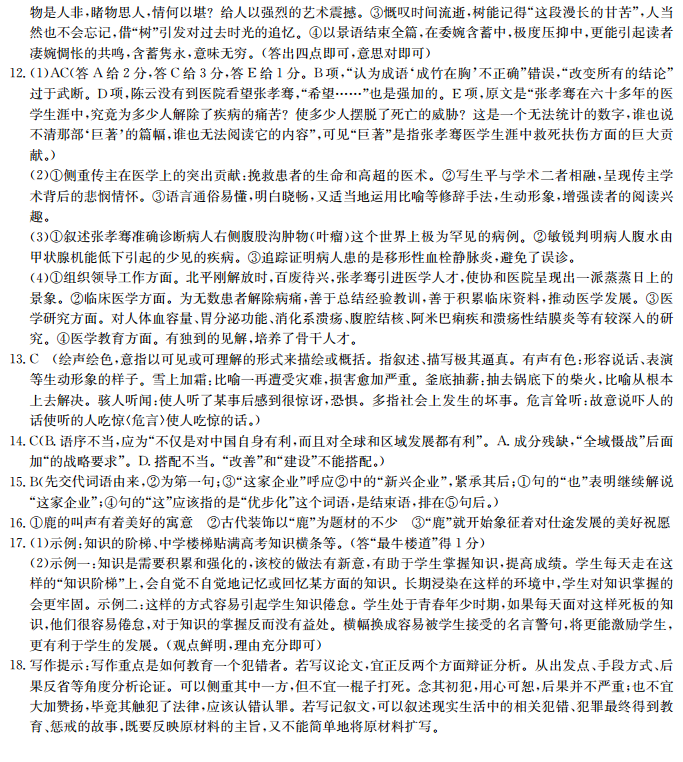 物是人非,睹物思人,情何以堪?给人以强烈的艺术震撼。③慨叹时间流逝,树能记得“这段漫长的甘苦”,人当
然也不会忘记,借“树”引发对过去时光的追忆。④以景语结束全篇,在委婉含蓄中,极度压抑中,更能引起读者
凄婉惆怅的共鸣,含蓄隽永,意味无穷。(答出四点即可,意思对即可)
12. (1)AC(答 A 给 2 分,答 C 给 3 分,答 E 给 1 分。B 项,“认为成语‘成竹在胸’不正确”错误,“改变所有的结论”
过于武断。D 项,陈云没有到医院看望张孝骞,“希望……”也是强加的。E 项,原文是“张孝骞在六十多年的医
学生涯中,究竟为多少人解除了疾病的痛苦?使多少人摆脱了死亡的威胁?这是一个无法统计的数字,谁也说
不清那部‘巨著’的篇幅,谁也无法阅读它的内容”,可见“巨著”是指张孝骞医学生涯中救死扶伤方面的巨大贡
献。)
(2)①侧重传主在医学上的突出贡献:挽救患者的生命和高超的医术。②写生平与学术二者相融,呈现传主学
术背后的悲悯情怀。③语言通俗易懂,明白晓畅,又适当地运用比喻等修辞手法,生动形象,增强读者的阅读兴
趣。
(3)①叙述张孝骞准确诊断病人右侧腹股沟肿物(叶瘤)这个世界上极为罕见的病例。②敏锐判明病人腹水由
甲状腺机能低下引起的少见的疾病。③追踪证明病人患的是移形性血栓静脉炎,避免了误诊。
(4)①组织领导工作方面。北平刚解放时,百废待兴,张孝骞引进医学人才,使协和医院呈现出一派蒸蒸日上的
景象。②临床医学方面。为无数患者解除病痛,善于总结经验教训,善于积累临床资料,推动医学发展。③医
学研究方面。对人体血容量、胃分泌功能、消化系溃疡、腹腔结核、阿米巴痢疾和溃疡性结膜炎等有较深入的研
究。④医学教育方面。有独到的见解,培养了骨干人才。
13. C (绘声绘色,意指以可见或可理解的形式来描绘或概括。指叙述、描写极其逼真。有声有色:形容说话、表演
等生动形象的样子。雪上加霜:比喻一再遭受灾难,损害愈加严重。釜底抽薪:抽去锅底下的柴火,比喻从根本
上去解决。骇人听闻:使人听了某事后感到很惊讶,恐惧。多指社会上发生的坏事。危言耸听:故意说吓人的
话使听的人吃惊(危言)使人吃惊的话。)
14. C(B. 语序不当,应为“不仅是对中国自身有利,而且对全球和区域发展都有利”。A. 成分残缺,“全域慑战”后面
加“的战略要求”。D. 搭配不当。“改善”和“建设”不能搭配。)
15. B(先交代词语由来,②为第一句;③“这家企业”呼应②中的“新兴企业”,紧承其后;①句的“也”表明继续解说
“这家企业”;④句的“这”应该指的是“优步化”这个词语,是结束语,排在⑤句后。)
16. ①鹿的叫声有着美好的寓意 ②古代装饰以“鹿”为题材的不少 ③“鹿”就开始象征着对仕途发展的美好祝愿
17. (1)示例:知识的阶梯、中学楼梯贴满高考知识横条等。(答“最牛楼道”得 1 分)
(2)示例一:知识是需要积累和强化的,该校的做法有新意,有助于学生掌握知识,提高成绩。学生每天走在这
样的“知识阶梯”上,会自觉不自觉地记忆或回忆某方面的知识。长期浸染在这样的环境中,学生对知识掌握的
会更牢固。示例二:这样的方式容易引起学生知识倦怠。学生处于青春年少时期,如果每天面对这样死板的知
识,他们很容易倦怠,对于知识的掌握反而没有益处。横幅换成容易被学生接受的名言警句,将更能激励学生,
更有利于学生的发展。(观点鲜明,理由充分即可)
18. 写作提示:写作重点是如何教育一个犯错者。若写议论文,宜正反两个方面辩证分析。从出发点、手段方式、后
果反省等角度分析论证。可以侧重其中一方,但不宜一棍子打死。念其初犯,用心可恕,后果并不严重;也不宜
大加赞扬,毕竟其触犯了法律,应该认错认罪。若写记叙文,可以叙述现实生活中的相关犯错、犯罪最终得到教
育、惩戒的故事,既要反映原材料的主旨,又不能简单地将原材料扩写。